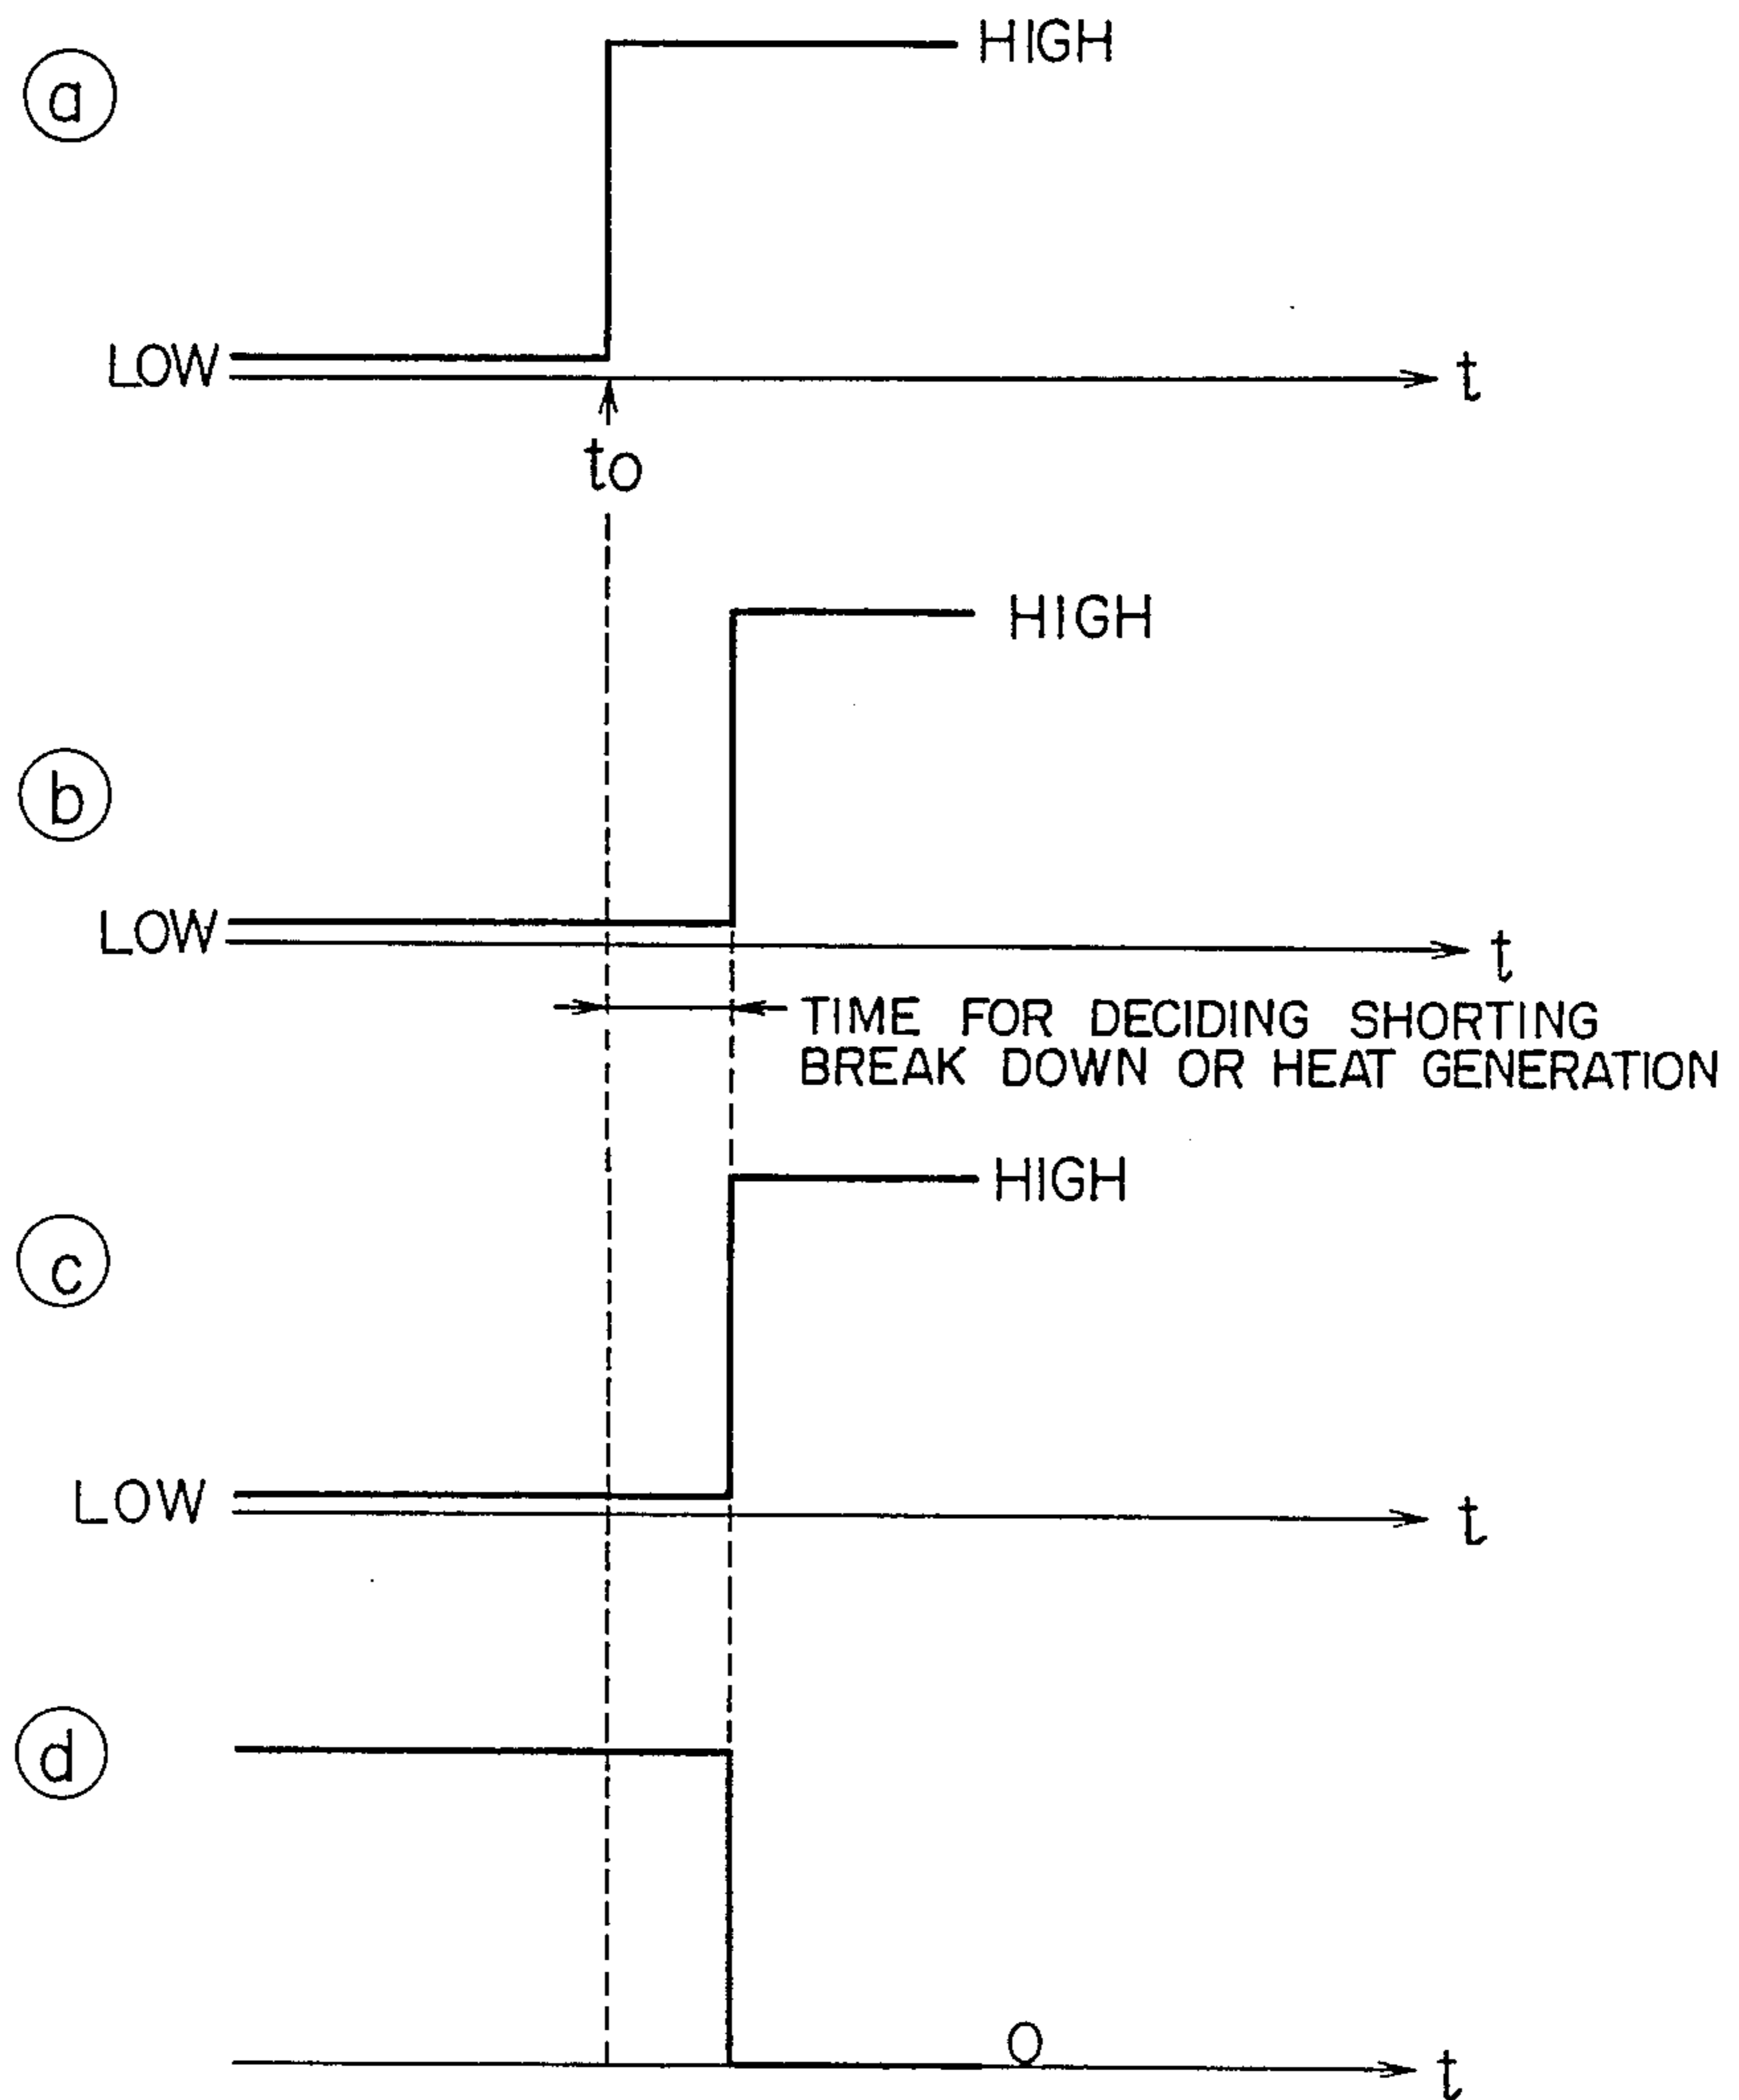 a
HIGH
LOW
t
to
b
HIGH
LOW
t
TIME FOR DECIDING SHORTING
BREAK DOWN OR HEAT GENERATION
c
HIGH
LOW
t
d
0
t